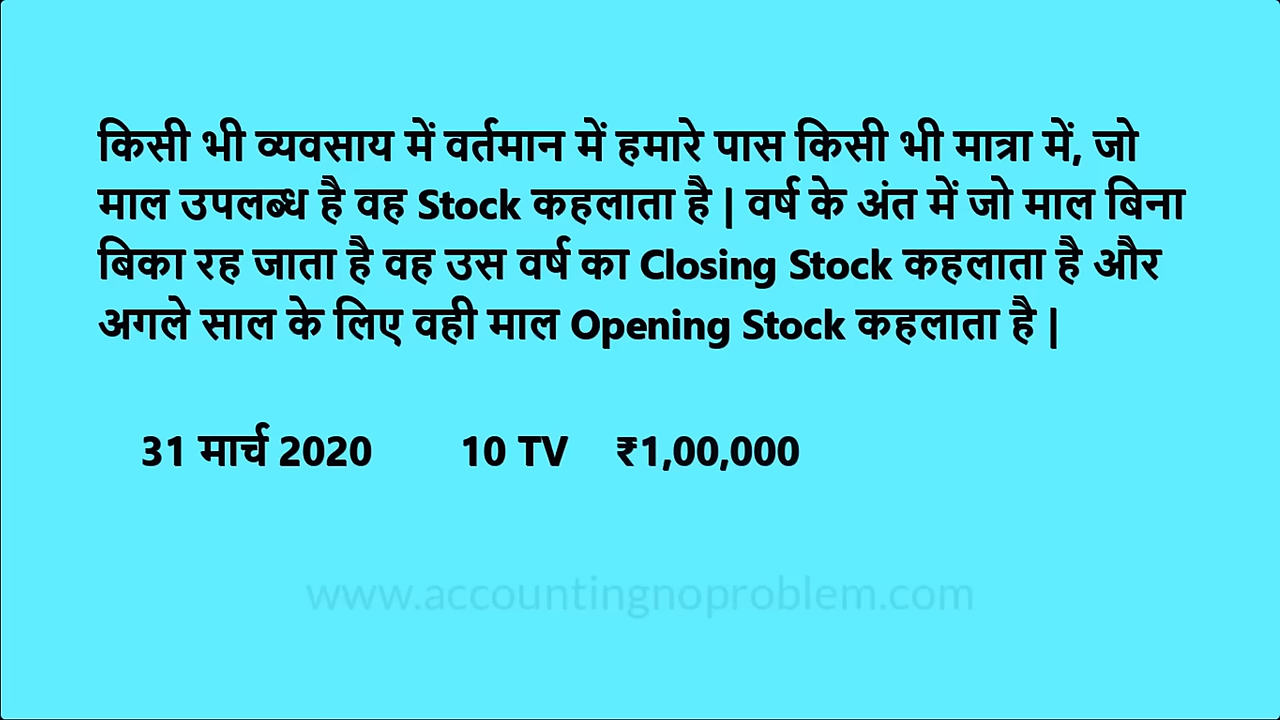 किसी भी व्यवसाय में वर्तमान में हमारे पास किसी भी मात्रा में, जो
माल उपलब्ध है वह Stock कहलाता है | वर्ष के अंत में जो माल बिना
बिका रह जाता है वह उस वर्ष का Closing Stock कहलाता है और
अगले साल के लिए वही माल Opening Stock कहलाता है |
31 मार्च 2020 10 TV ₹1,00,000
www.accountingnoproblem.com